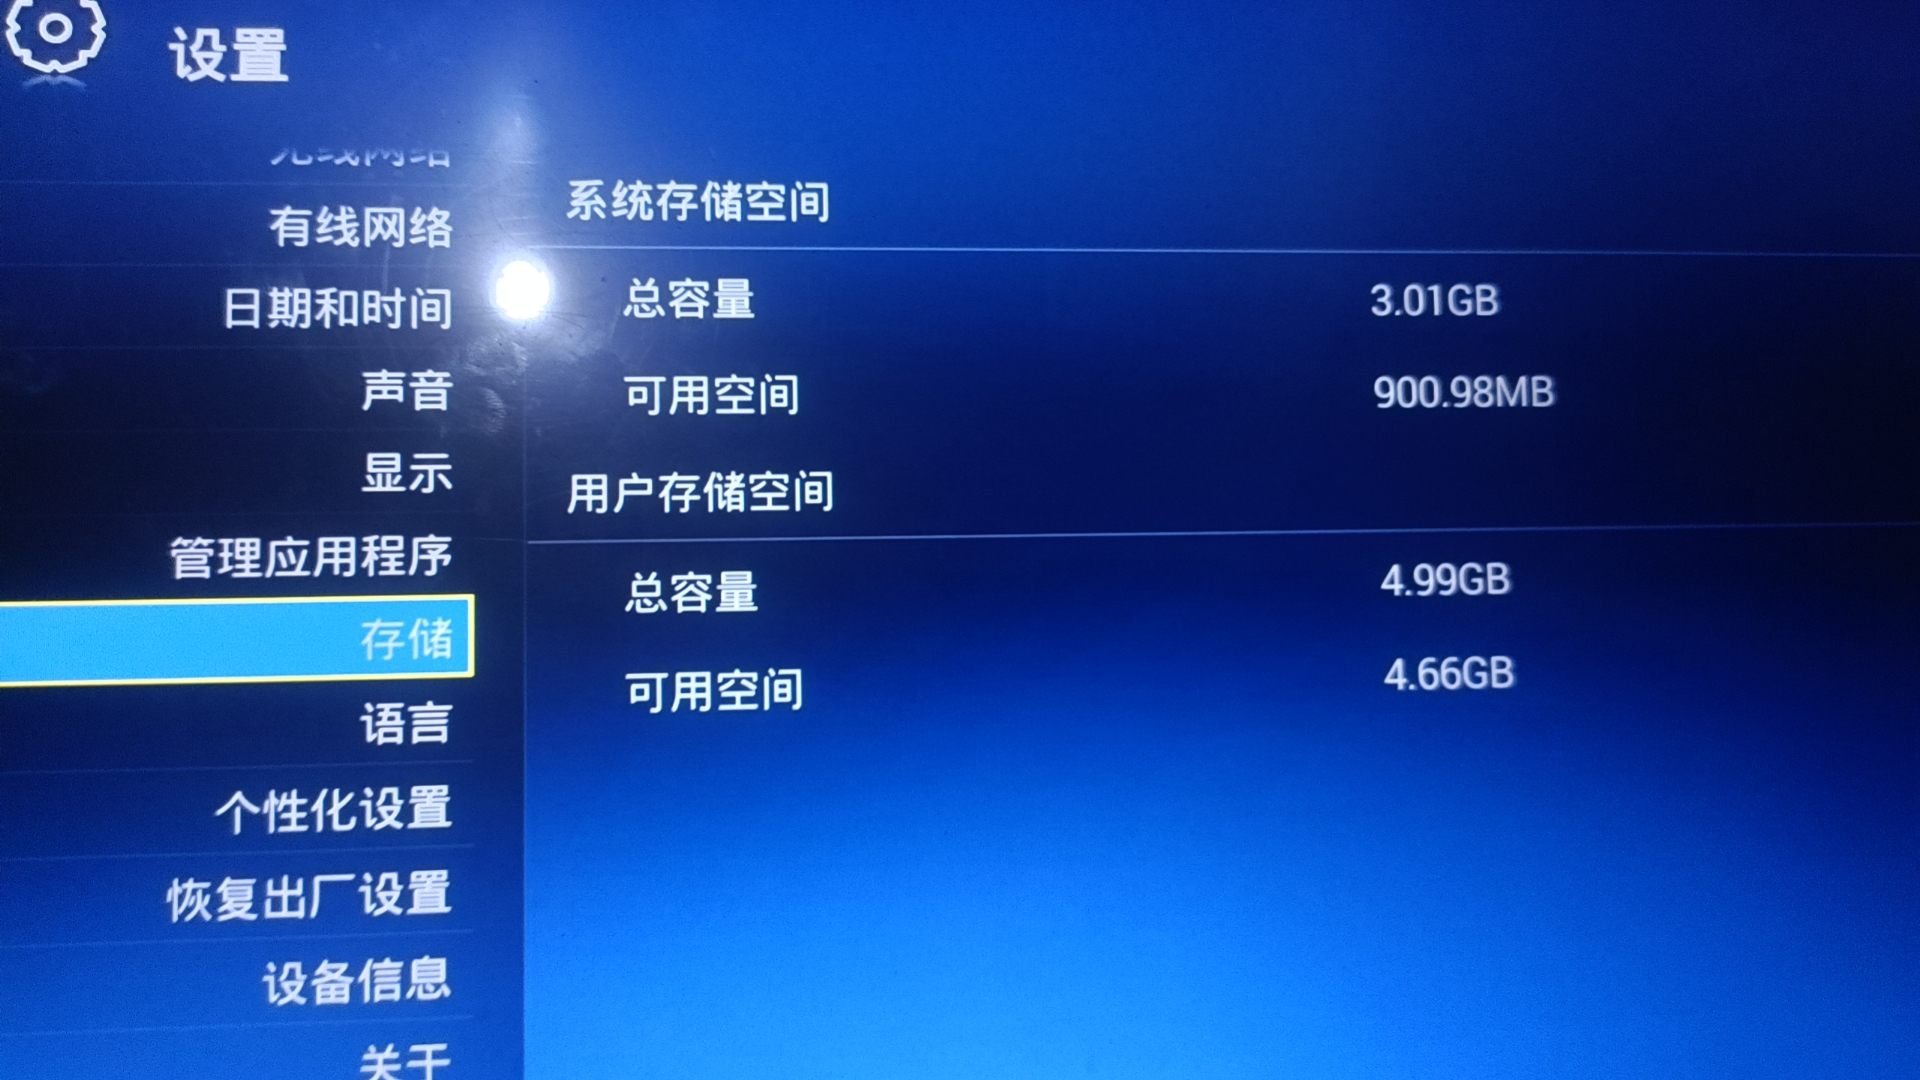 设置
无线网络
有线网络
日期和时间
声音
显示
管理应用程序
存储
语言
个性化设置
恢复出厂设置
设备信息
关于
系统存储空间
总容量 3.01GB
可用空间 900.98MB
用户存储空间
总容量 4.99GB
可用空间 4.66GB